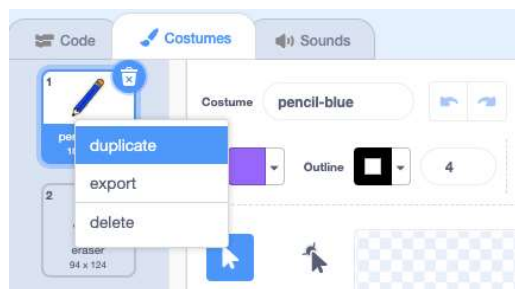 Code Costumes Sounds
1
Costume pencil-blue
duplicate
Outline 4
export
2
delete
eraser
94 x 124